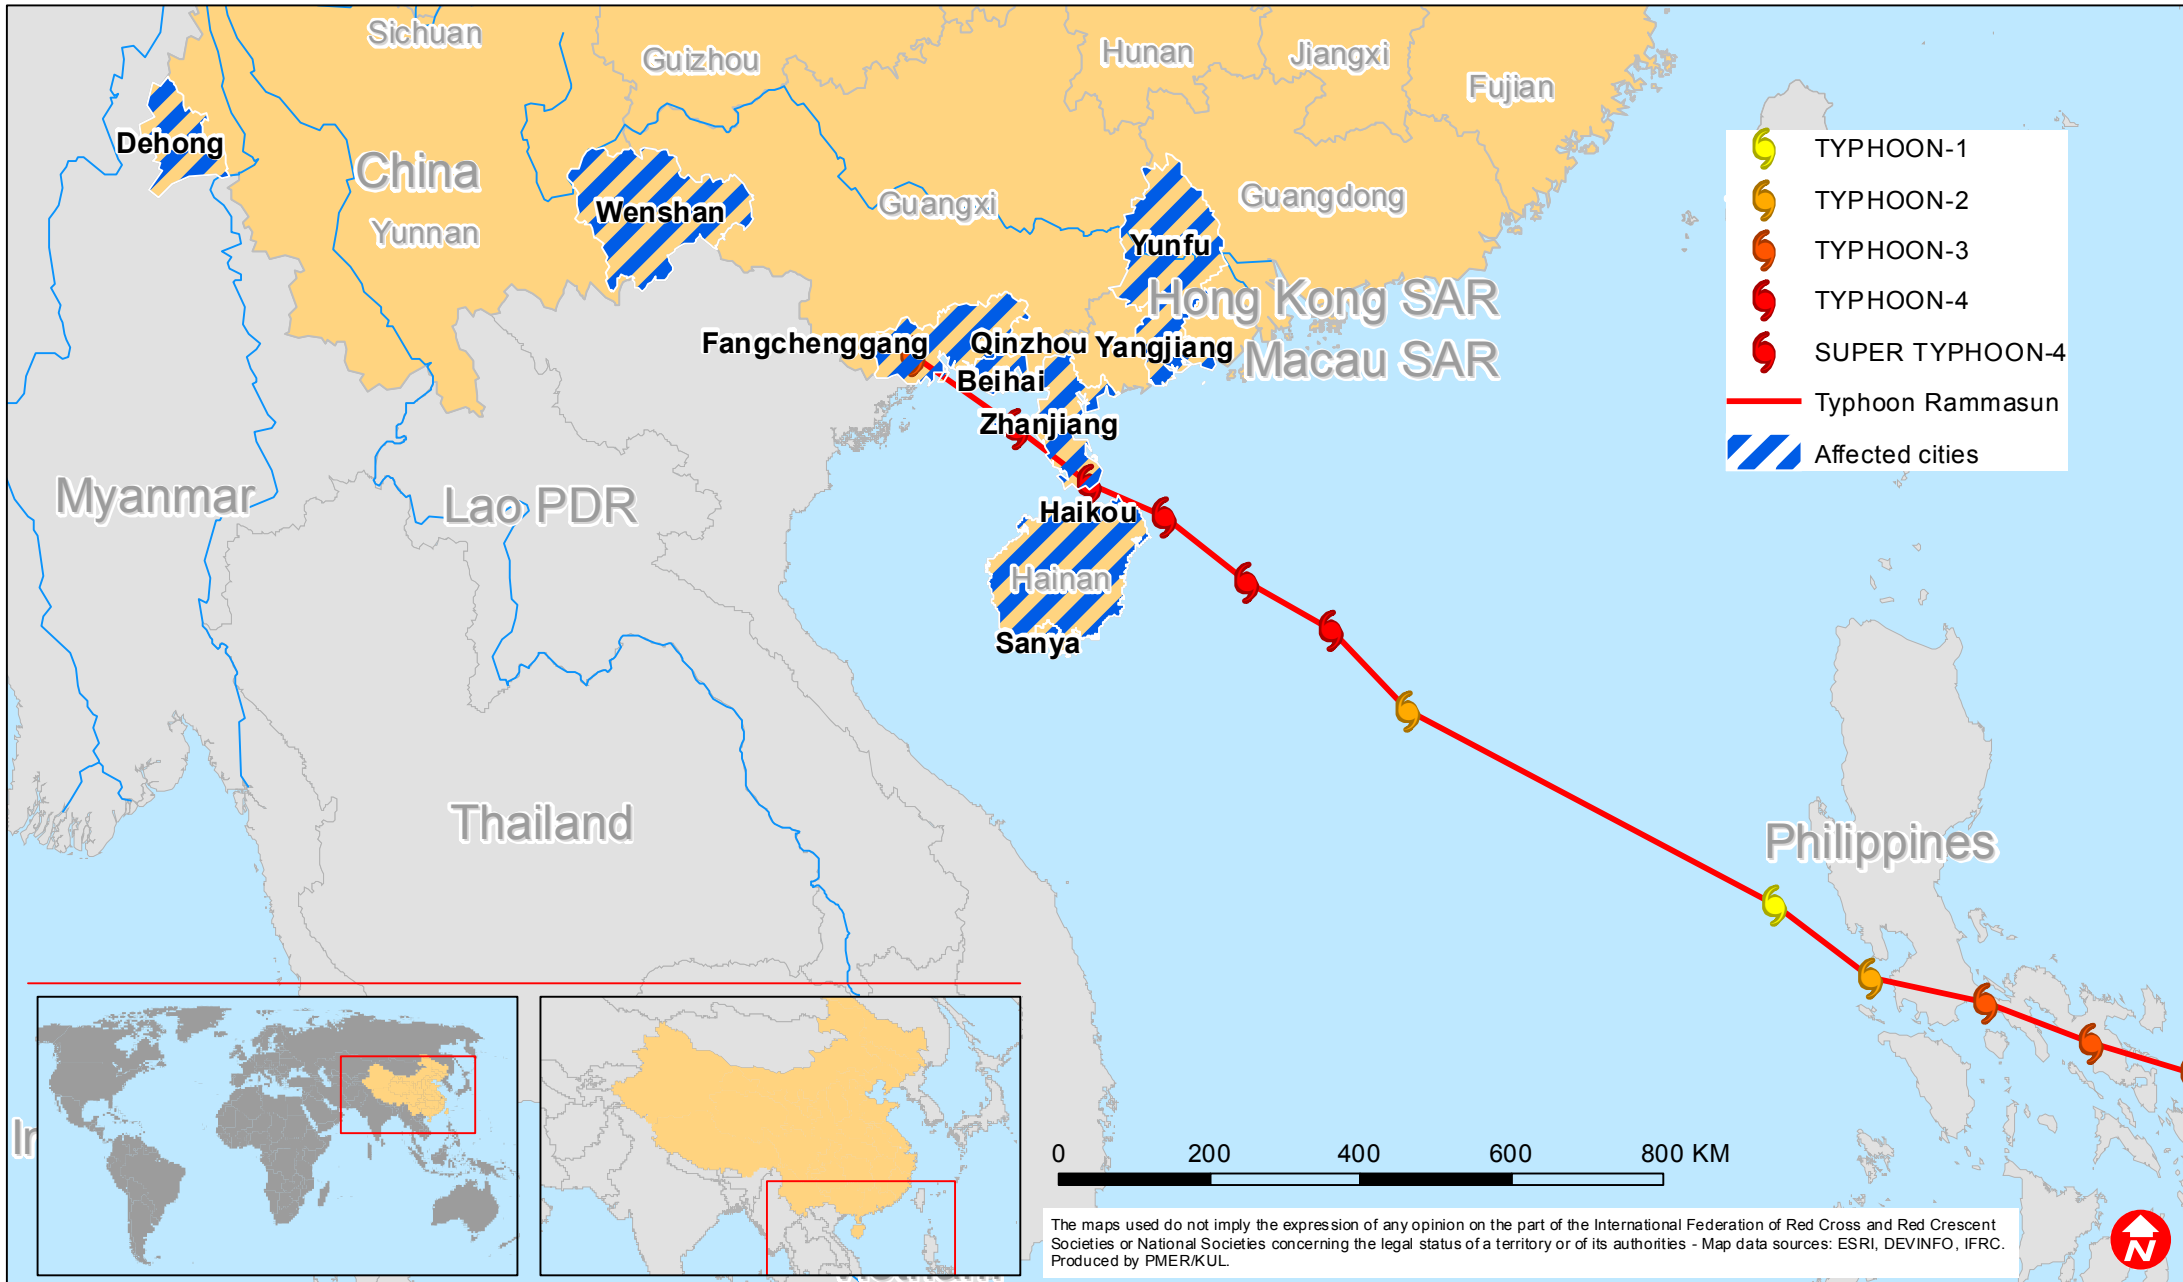 Sichuan
Guizhou
Hunan
Jiangxi
Fujian
Dehong
China
Yunnan
Wenshan
Guangxi
Guangdong
Yunfu
Hong Kong SAR
Macau SAR
Fangchenggang
Qinzhou
Yangjiang
Beihai
Zhanjiang
Haikou
Hainan
Sanya
Myanmar
Lao PDR
Thailand
Philippines
TYPHOON-1
TYPHOON-2
TYPHOON-3
TYPHOON-4
SUPER TYPHOON-4
Typhoon Rammasun
Affected cities
0 200 400 600 800 KM
The maps used do not imply the expression of any opinion on the part of the International Federation of Red Cross and Red Crescent
Societies or National Societies concerning the legal status of a territory or of its authorities - Map data sources: ESRI, DEVINFO, IFRC.
Produced by PMER/KUL.
N